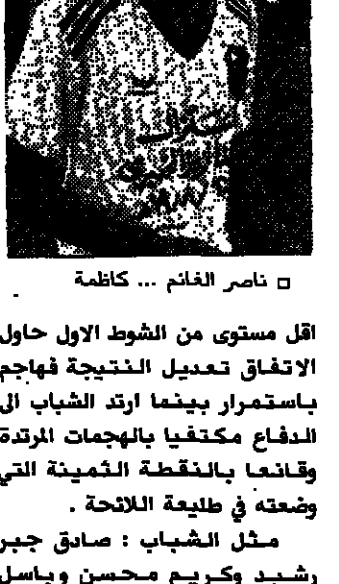 □ ناصر الغانم ... كاظمة
اقل مستوى من الشوط الاول حاول
الاتفاق تعديل النتيجة فهاجم
باستمرار بينما ارتد الشباب الى
الدفاع مكتفيا بالهجمات المرتدة
وقانعا بالنقطة الثمينة التي
وضعته في طليعة اللائحة .
مثل الشباب : صادق جبر
رشيد وكريم محسن وباسل